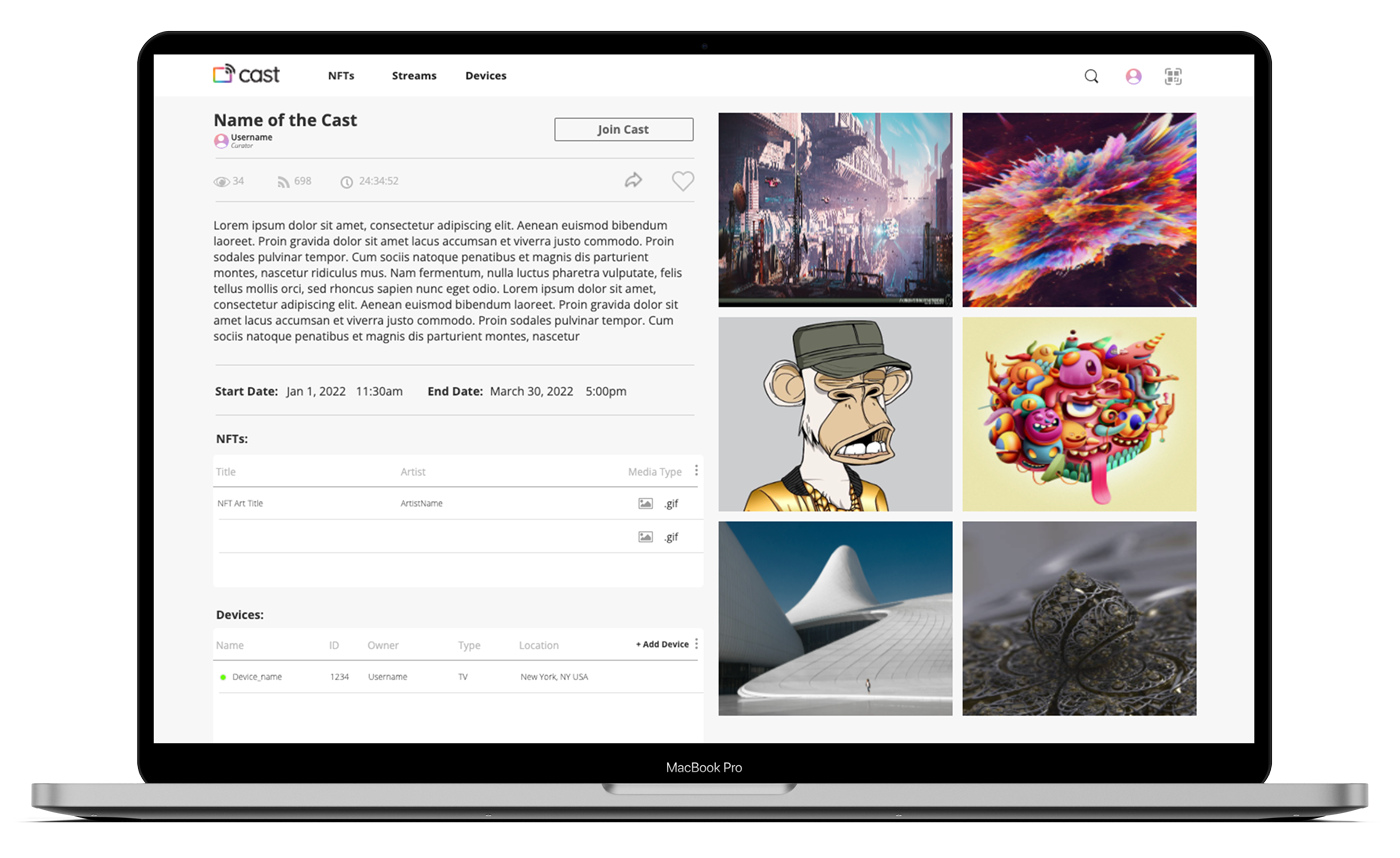 cast
NFTs
Streams
Devices
Name of the Cast
Username
Curator
Join Cast
34
698
24:34:52
Lorem ipsum dolor sit amet, consectetur adipiscing elit. Aenean euismod bibendum
laoreet. Proin gravida dolor sit amet lacus accumsan et viverra justo commodo. Proin
sodales pulvinar tempor. Cum sociis natoque penatibus et magnis dis parturient
montes, nascetur ridiculus mus. Nam fermentum, nulla luctus pharetra vulputate, felis
tellus mollis orci, sed rhoncus sapien nunc eget odio. Lorem ipsum dolor sit amet,
consectetur adipiscing elit. Aenean euismod bibendum laoreet. Proin gravida dolor sit
amet lacus accumsan et viverra justo commodo. Proin sodales pulvinar tempor. Cum
sociis natoque penatibus et magnis dis parturient montes, nascetur
Start Date: Jan 1, 2022 11:30am End Date: March 30, 2022 5:00pm
NFTs:
Title Artist Media Type
NFT Art Title ArtistName .gif
.gif
Devices:
Name ID Owner Type Location + Add Device
Device_name 1234 Username TV New York, NY USA
MacBook Pro